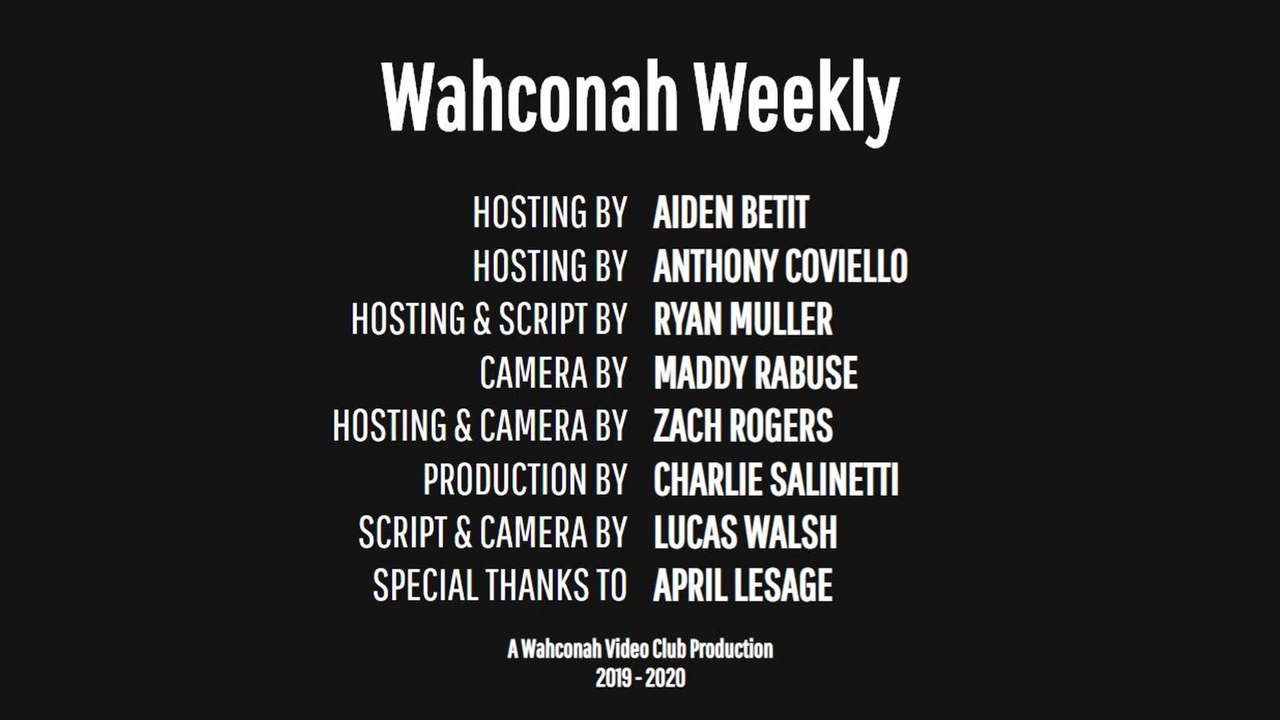 Wahconah Weekly
HOSTING BY AIDEN BETIT
HOSTING BY ANTHONY COVIELLO
HOSTING & SCRIPT BY RYAN MULLER
CAMERA BY MADDY RABUSE
HOSTING & CAMERA BY ZACH ROGERS
PRODUCTION BY CHARLIE SALINETTI
SCRIPT & CAMERA BY LUCAS WALSH
SPECIAL THANKS TO APRIL LESAGE
A Wahconah Video Club Production
2019 - 2020